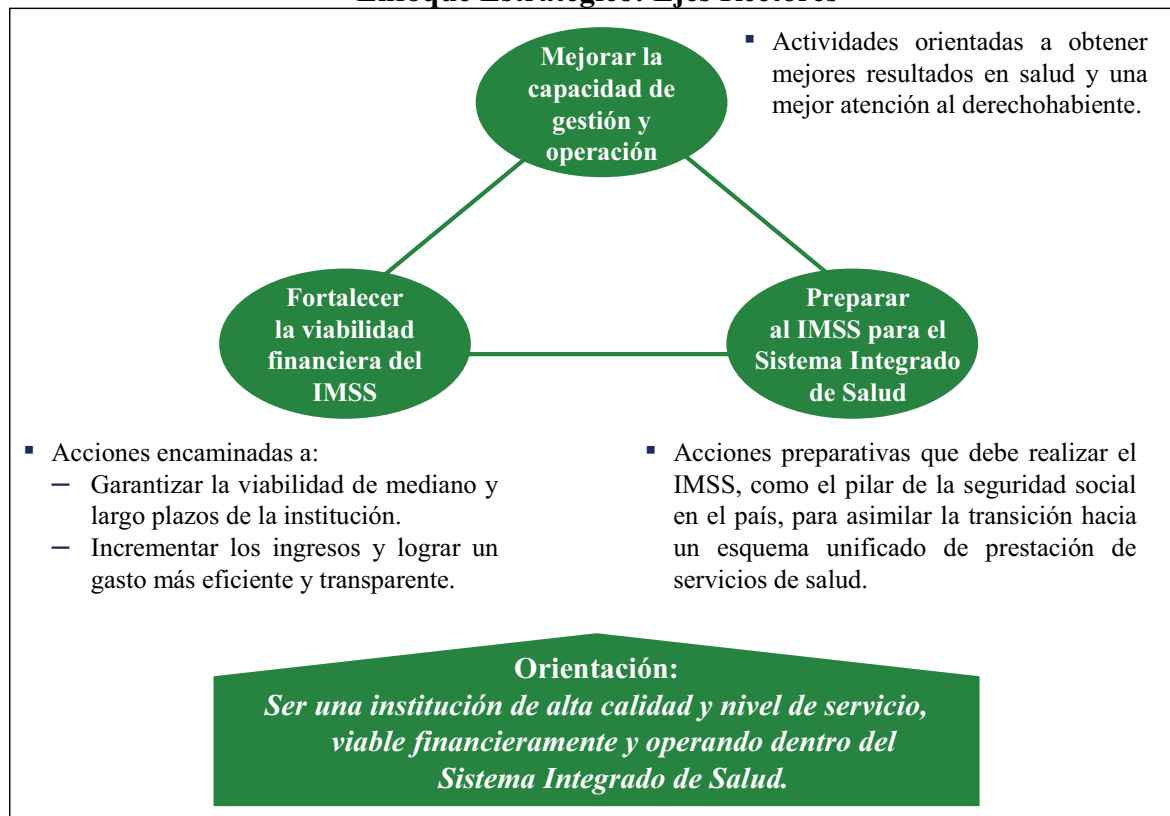 Enfoque Estratégico: Ejes Rectores
Mejorar la
capacidad de
gestión y
operación
▪ Actividades orientadas a obtener
mejores resultados en salud y una
mejor atención al derechohabiente.
Fortalecer
la viabilidad
financiera del
IMSS
Preparar
al IMSS para el
Sistema Integrado
de Salud
▪ Acciones encaminadas a:
— Garantizar la viabilidad de mediano y
largo plazos de la institución.
— Incrementar los ingresos y lograr un
gasto más eficiente y transparente.
▪ Acciones preparativas que debe realizar el
IMSS, como el pilar de la seguridad social
en el país, para asimilar la transición hacia
un esquema unificado de prestación de
servicios de salud.
Orientación:
Ser una institución de alta calidad y nivel de servicio,
viable financieramente y operando dentro del
Sistema Integrado de Salud.